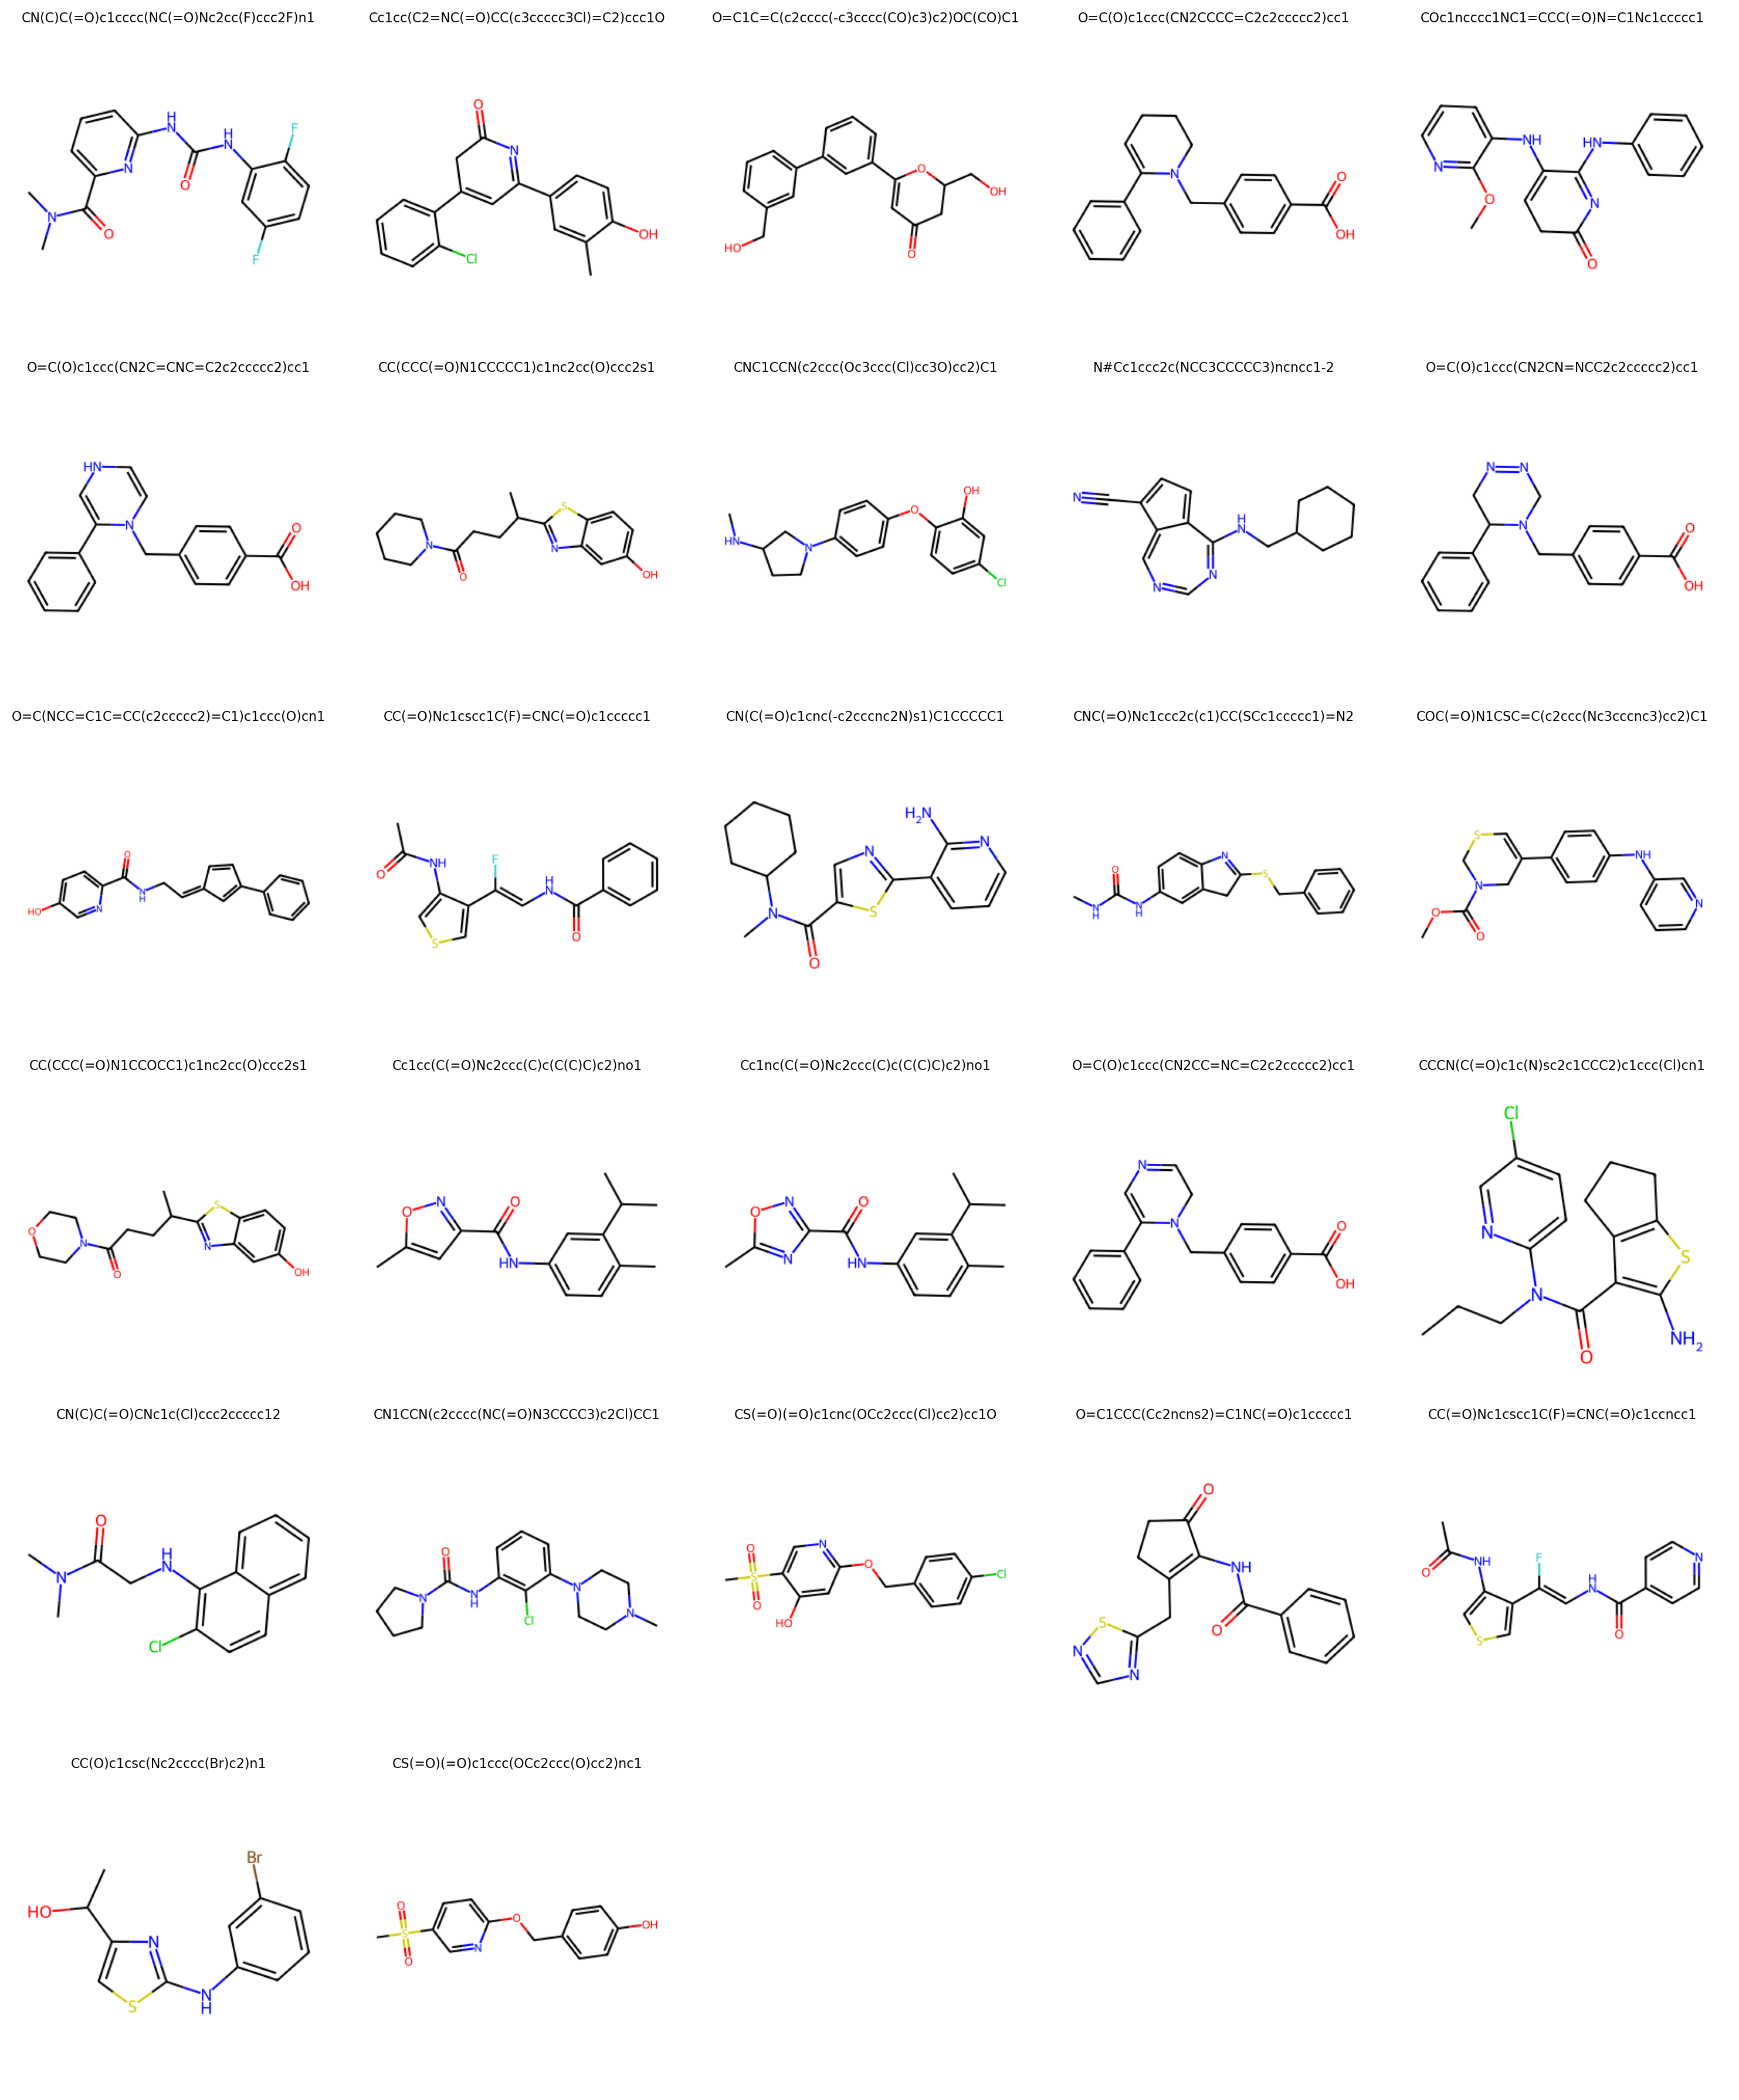 CN(C)C(=O)c1cccc(NC(=O)Nc2cc(F)ccc2F)n1
Cc1cc(C2=NC(=O)CC(c3ccccc3Cl)=C2)ccc1O
O=C1C=C(c2cccc(-c3cccc(CO)c3)c2)OC(CO)C1
O=C(O)c1ccc(CN2CCCC=C2c2ccccc2)cc1
COc1ncccc1NC1=CCC(=O)N=C1Nc1ccccc1
O=C(O)c1ccc(CN2C=CNC=C2c2ccccc2)cc1
CC(CCC(=O)N1CCCCC1)c1nc2cc(O)ccc2s1
CNC1CCN(c2ccc(Oc3ccc(Cl)cc3O)cc2)C1
N#Cc1ccc2c(NCC3CCCCC3)ncncc1-2
O=C(O)c1ccc(CN2CN=NCC2c2ccccc2)cc1
O=C(NCC=C1C=CC(c2ccccc2)=C1)c1ccc(O)cn1
CC(=O)Nc1cscc1C(F)=CNC(=O)c1ccccc1
CN(C(=O)c1cnc(-c2cccnc2N)s1)C1CCCCC1
CNC(=O)Nc1ccc2c(c1)CC(SCc1ccccc1)=N2
COC(=O)N1CSC=C(c2ccc(Nc3cccnc3)cc2)C1
CC(CCC(=O)N1CCOCC1)c1nc2cc(O)ccc2s1
Cc1cc(C(=O)Nc2ccc(C)c(C(C)C)c2)no1
Cc1nc(C(=O)Nc2ccc(C)c(C(C)C)c2)no1
O=C(O)c1ccc(CN2CC=NC=C2c2ccccc2)cc1
CCCN(C(=O)c1c(N)sc2c1CCC2)c1ccc(Cl)cn1
CN(C)C(=O)CNc1c(Cl)ccc2ccccc12
CN1CCN(c2cccc(NC(=O)N3CCCC3)c2Cl)CC1
CS(=O)(=O)c1cnc(OCc2ccc(Cl)cc2)cc1O
O=C1CCC(Cc2ncns2)=C1NC(=O)c1ccccc1
CC(=O)Nc1cscc1C(F)=CNC(=O)c1ccncc1
CC(O)c1csc(Nc2cccc(Br)c2)n1
CS(=O)(=O)c1ccc(OCc2ccc(O)cc2)nc1